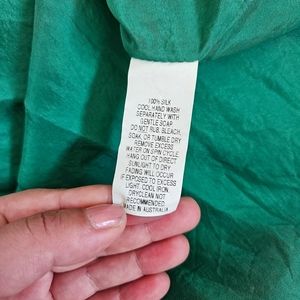 100% SILK
COOL HAND WASH
SEPARATELY WITH
GENTLE SOAP
DO NOT RUB, BLEACH,
SOAK, OR TUMBLE DRY
REMOVE EXCESS
WATER ON SPIN CYCLE.
HANG OUT OF DIRECT
SUNLIGHT TO DRY
FADING WILL OCCUR
IF EXPOSED TO EXCESS
LIGHT. COOL IRON.
DRYCLEAN NOT
RECOMMENDED.
MADE IN AUSTRALIA